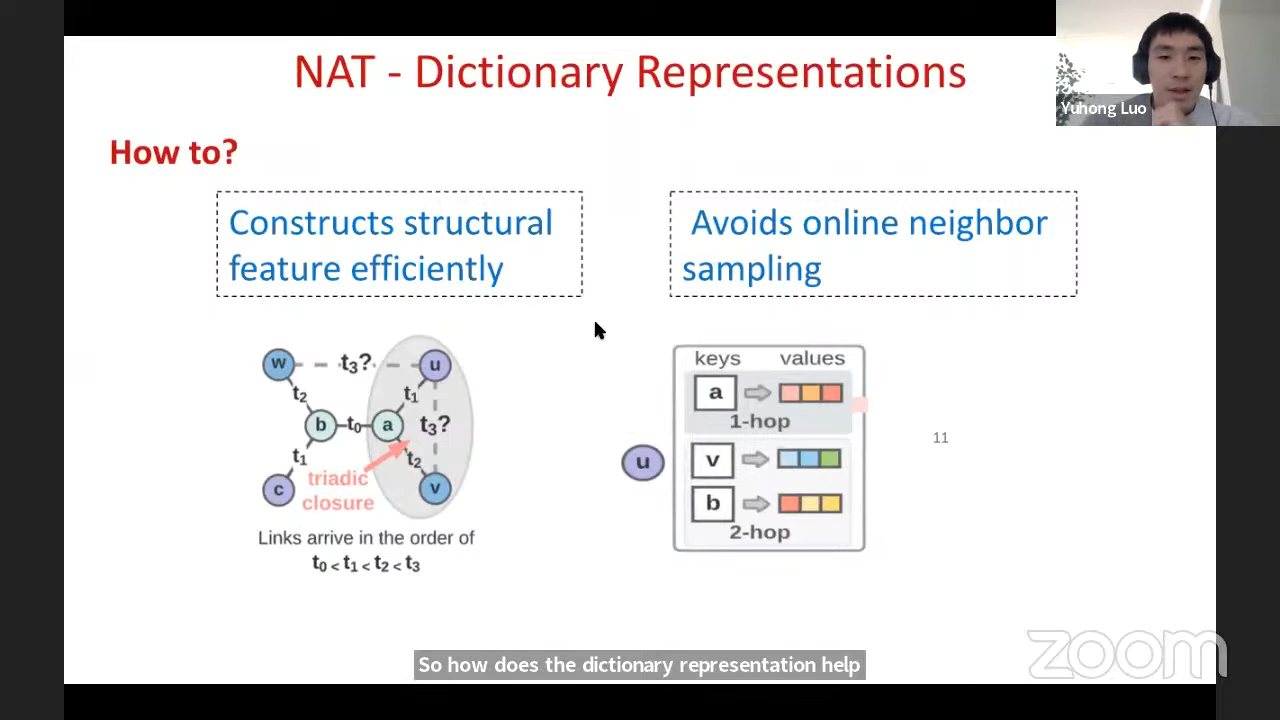 NAT - Dictionary Representations
Yuhong Luo
How to?
Constructs structural
feature efficiently
Avoids online neighbor
sampling
w
t₃?
u
t₂
t₁
b
t₀
a
t₃?
t₁
t₂
triadic
closure
c
v
Links arrive in the order of
t₀ < t₁ < t₂ < t₃
keys values
a
1-hop
u
v
b
2-hop
11
So how does the dictionary representation help
zoom